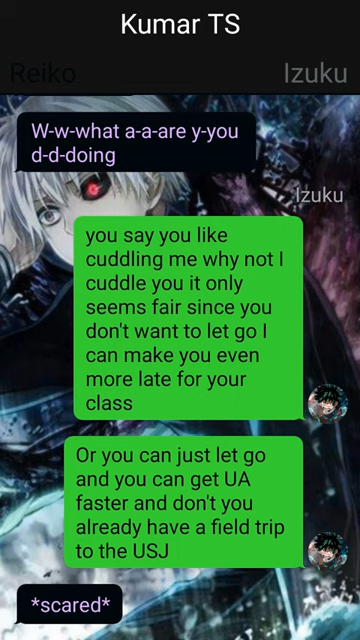 Kumar TS
Reiko
Izuku
W-w-what a-a-are y-you
d-d-doing
Izuku
you say you like
cuddling me why not I
cuddle you it only
seems fair since you
don't want to let go I
can make you even
more late for your
class
Or you can just let go
and you can get UA
faster and don't you
already have a field trip
to the USJ
*scared*